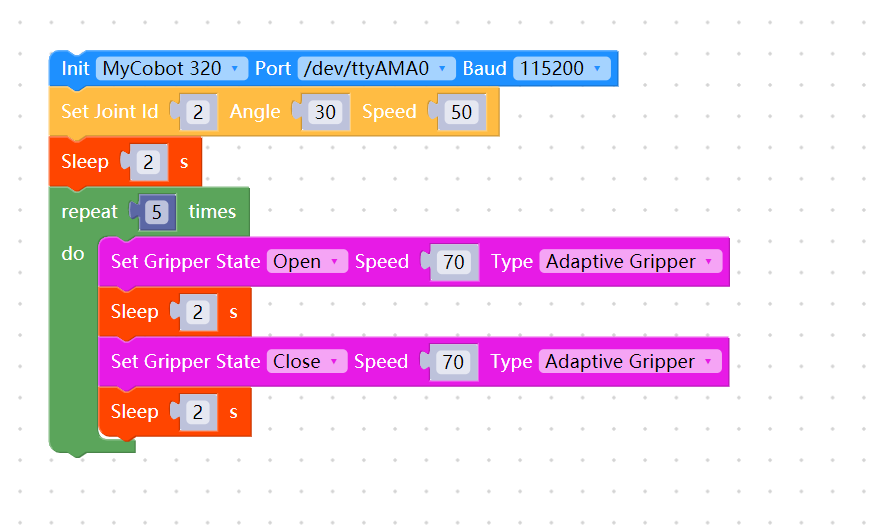 Init MyCobot 320 Port /dev/ttyAMA0 Baud 115200
Set Joint Id 2 Angle 30 Speed 50
Sleep 2 s
repeat 5 times
do
Set Gripper State Open Speed 70 Type Adaptive Gripper
Sleep 2 s
Set Gripper State Close Speed 70 Type Adaptive Gripper
Sleep 2 s